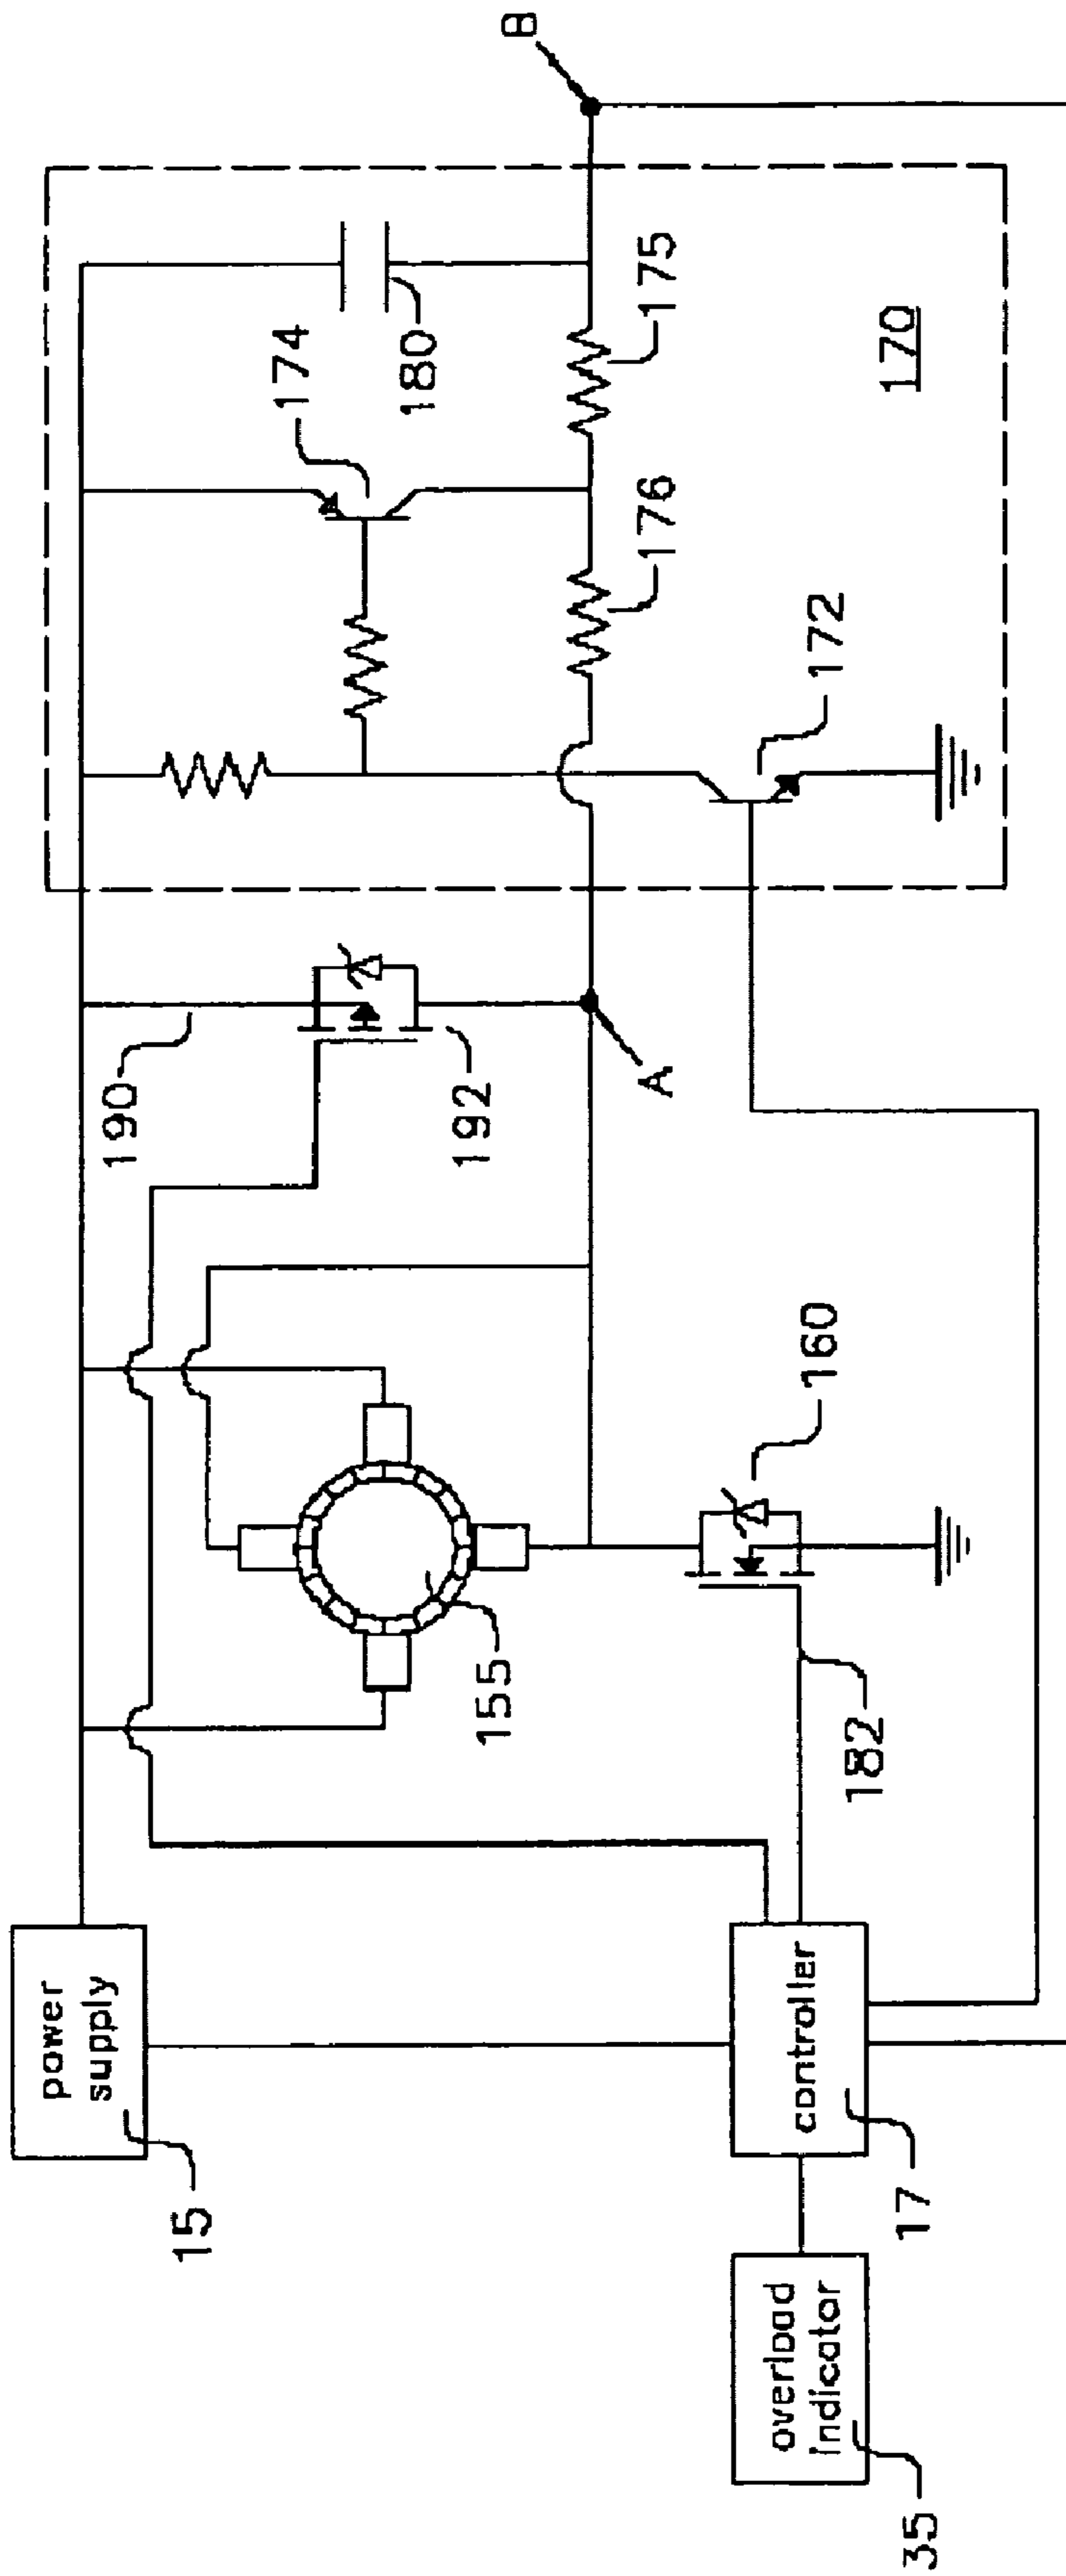 power
supply
15
190
174
180
B
192
A
176
175
155
160
172
170
182
controller
17
overload
indicator
35